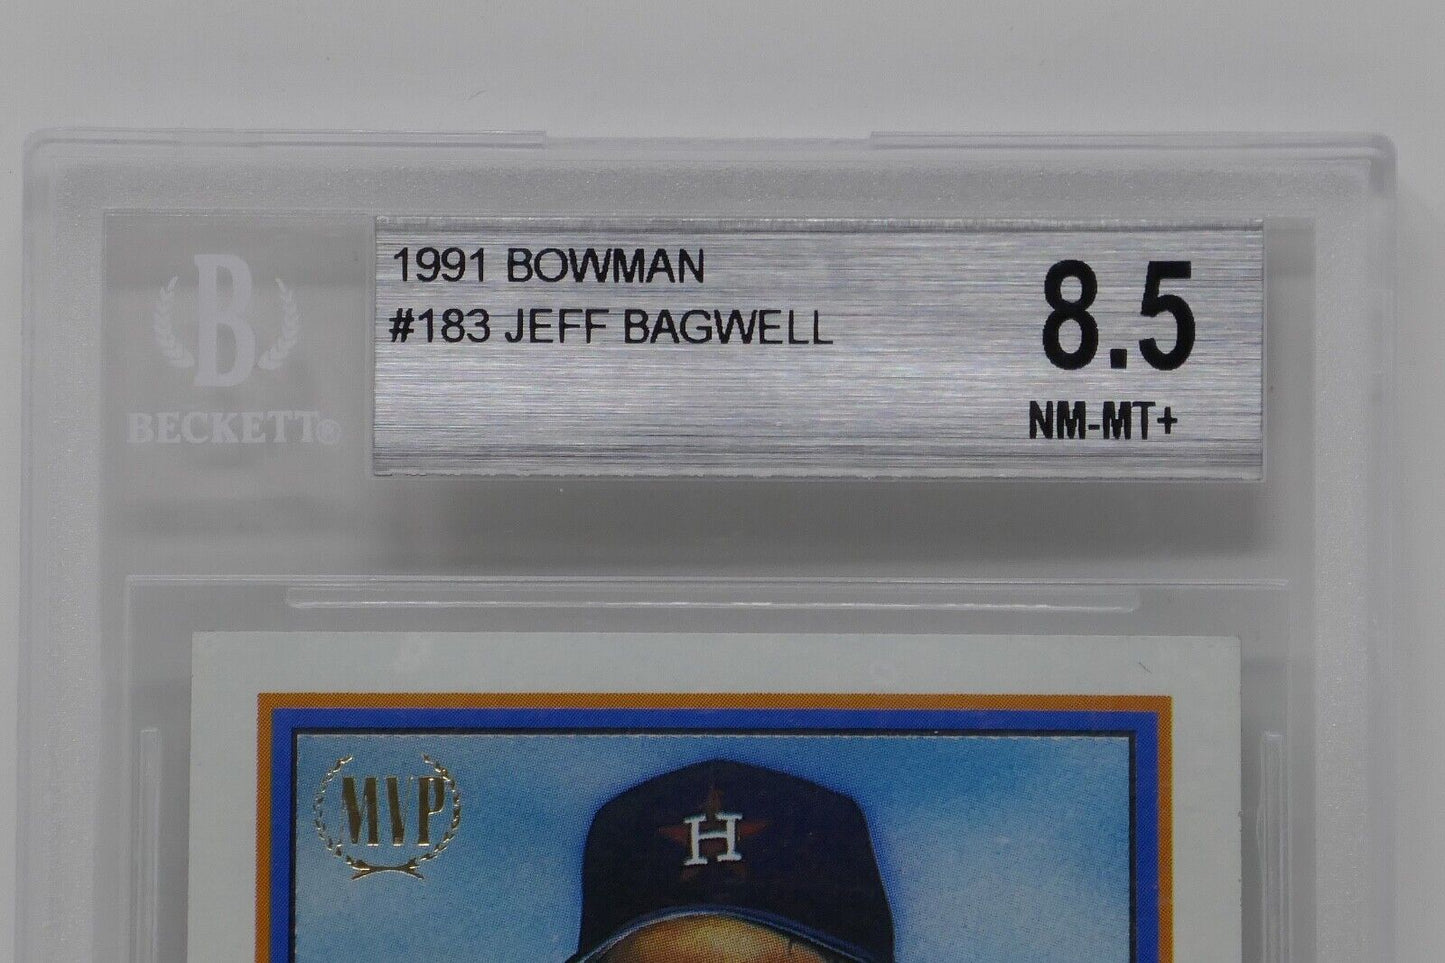 1991 BOWMAN
#183 JEFF BAGWELL
8.5
NM-MT+
B
BECKETT
MVP
H